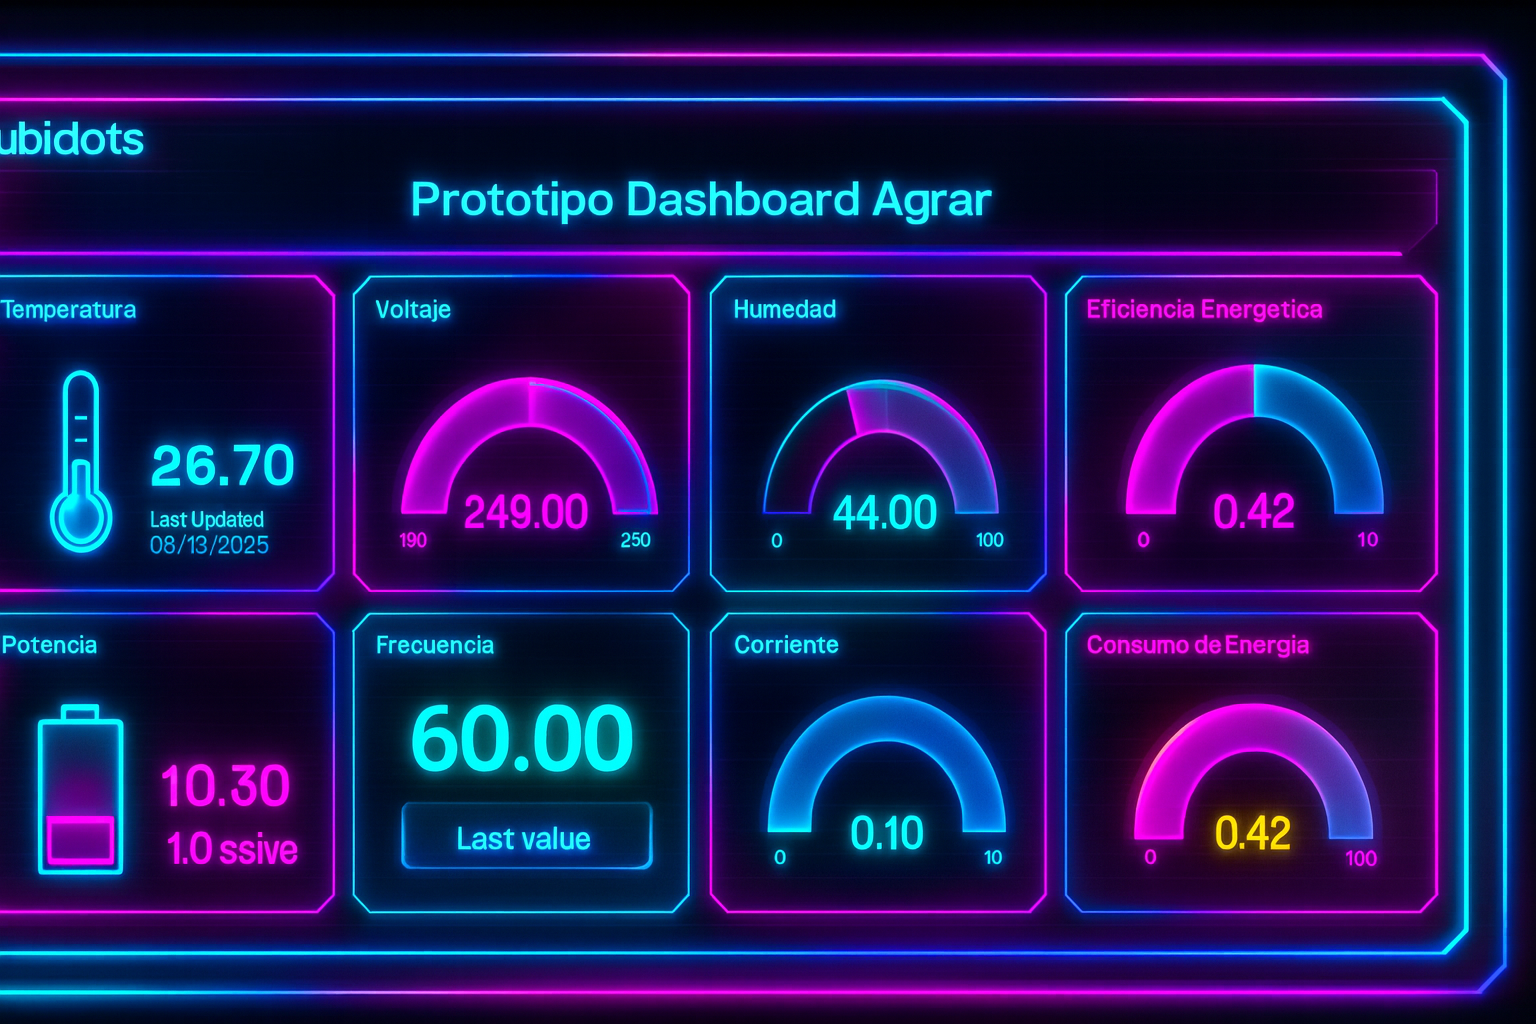 ubidots
Prototipo Dashboard Agrar
Temperatura
26.70
Last Updated
08/13/2025
Voltaje
249.00
190
250
Humedad
44.00
0
100
Eficiencia Energetica
0.42
0
10
Potencia
10.30
1.0 ssive
Frecuencia
60.00
Last value
Corriente
0.10
0
10
Consumo de Energia
0.42
0
100